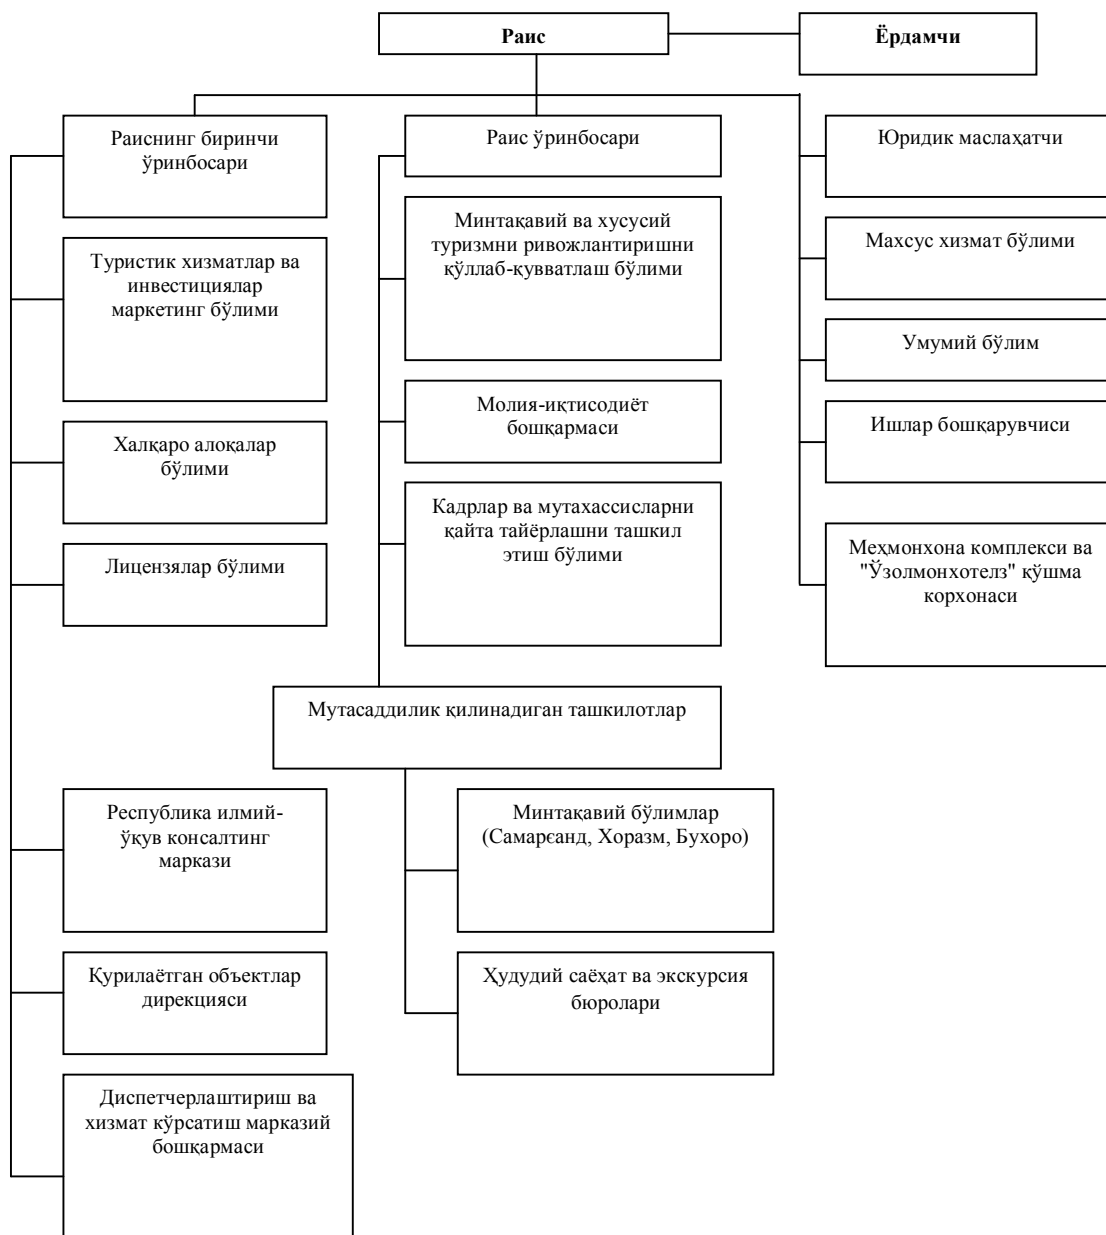 Раис
Ёрдамчи
Раиснинг биринчи
ўринбосари
Раис ўринбосари
Юридик маслаҳатчи
Минтақавий ва хусусий
туризмни ривожлантиришни
қўллаб-қувватлаш бўлими
Махсус хизмат бўлими
Туристик хизматлар ва
инвестициялар
маркетинг бўлими
Умумий бўлим
Молия-иқтисодиёт
бошқармаси
Ишлар бошқарувчиси
Халқаро алоқалар
бўлими
Кадрлар ва мутахассисларни
қайта тайёрлашни ташкил
этиш бўлими
Меҳмонхона комплекси ва
"Ўзолмонхотелз" қўшма
корхонаси
Лицензялар бўлими
Мутасаддилик қилинадиган ташкилотлар
Республика илмий-
ўқув консалтинг
маркази
Минтақавий бўлимлар
(Самарєанд, Хоразм, Бухоро)
Қурилаётган объектлар
дирекцияси
Ҳудудий саёҳат ва экскурсия
бюролари
Диспетчерлаштириш ва
хизмат кўрсатиш марказий
бошқармаси